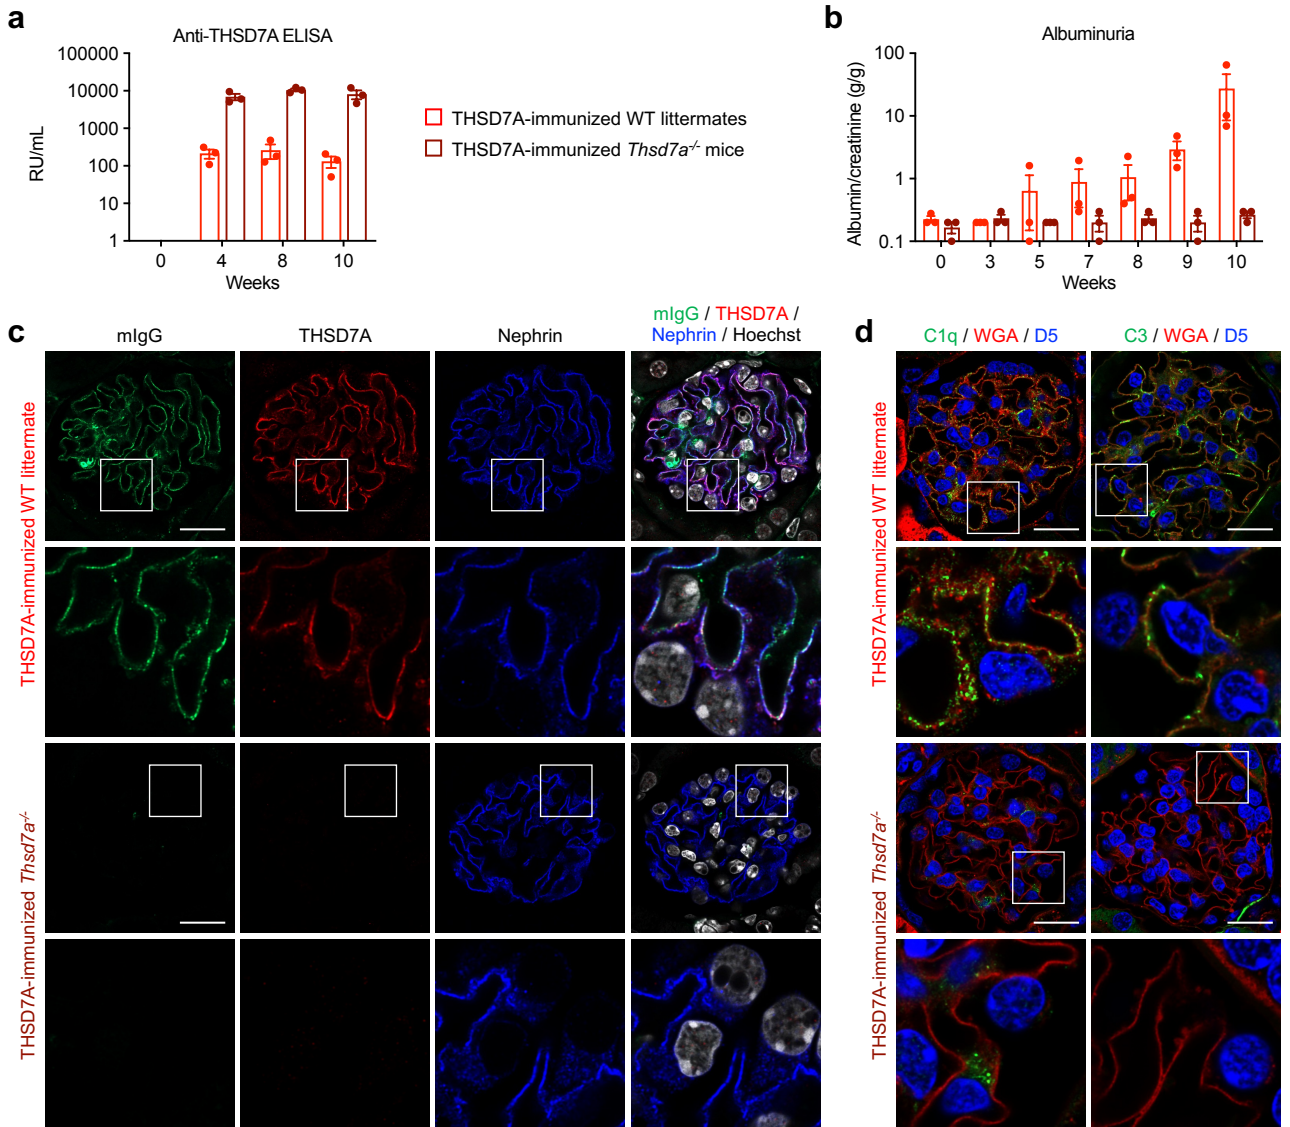 a
Anti-THSD7A ELISA
100000
10000
1000
100
10
1
RU/mL
0 4 8 10
Weeks
THSD7A-immunized WT littermates
THSD7A-immunized Thsd7a-/- mice
b
Albuminuria
100
10
1
0.1
Albumin/creatinine (g/g)
0 3 5 7 8 9 10
Weeks
c
mIgG
THSD7A
Nephrin
mIgG / THSD7A /
Nephrin / Hoechst
THSD7A-immunized WT littermate
THSD7A-immunized Thsd7a-/-
d
C1q / WGA / D5
C3 / WGA / D5
THSD7A-immunized WT littermate
THSD7A-immunized Thsd7a-/-